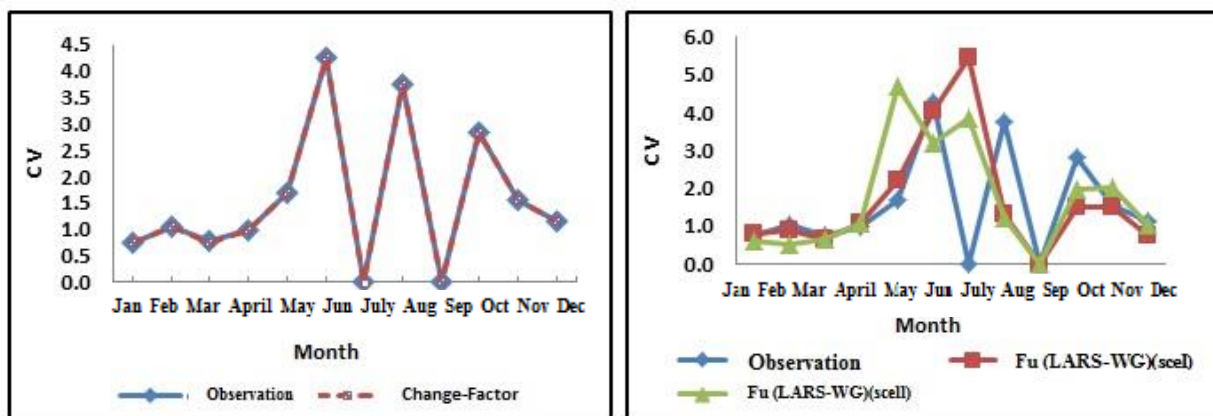 4.5
4.0
3.5
3.0
2.5
2.0
1.5
1.0
0.5
0.0
CV
Jan Feb Mar April May Jun July Aug Sep Oct Nov Dec
Month
Observation Change-Factor
6.0
5.0
4.0
3.0
2.0
1.0
0.0
CV
Jan Feb Mar April May Jun July Aug Sep Oct Nov Dec
Month
Observation Fu (LARS-WG)(sceI)
Fu (LARS-WG)(scelI)